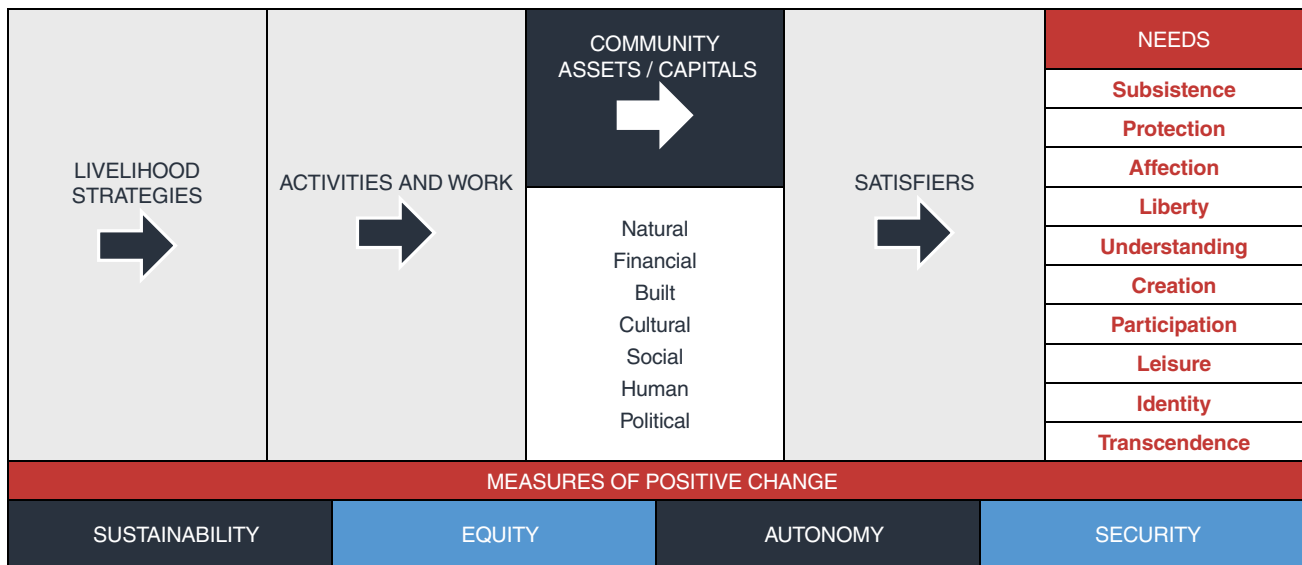 LIVELIHOOD
STRATEGIES
ACTIVITIES AND WORK
COMMUNITY
ASSETS / CAPITALS
Natural
Financial
Built
Cultural
Social
Human
Political
SATISFIERS
NEEDS
Subsistence
Protection
Affection
Liberty
Understanding
Creation
Participation
Leisure
Identity
Transcendence
MEASURES OF POSITIVE CHANGE
SUSTAINABILITY
EQUITY
AUTONOMY
SECURITY